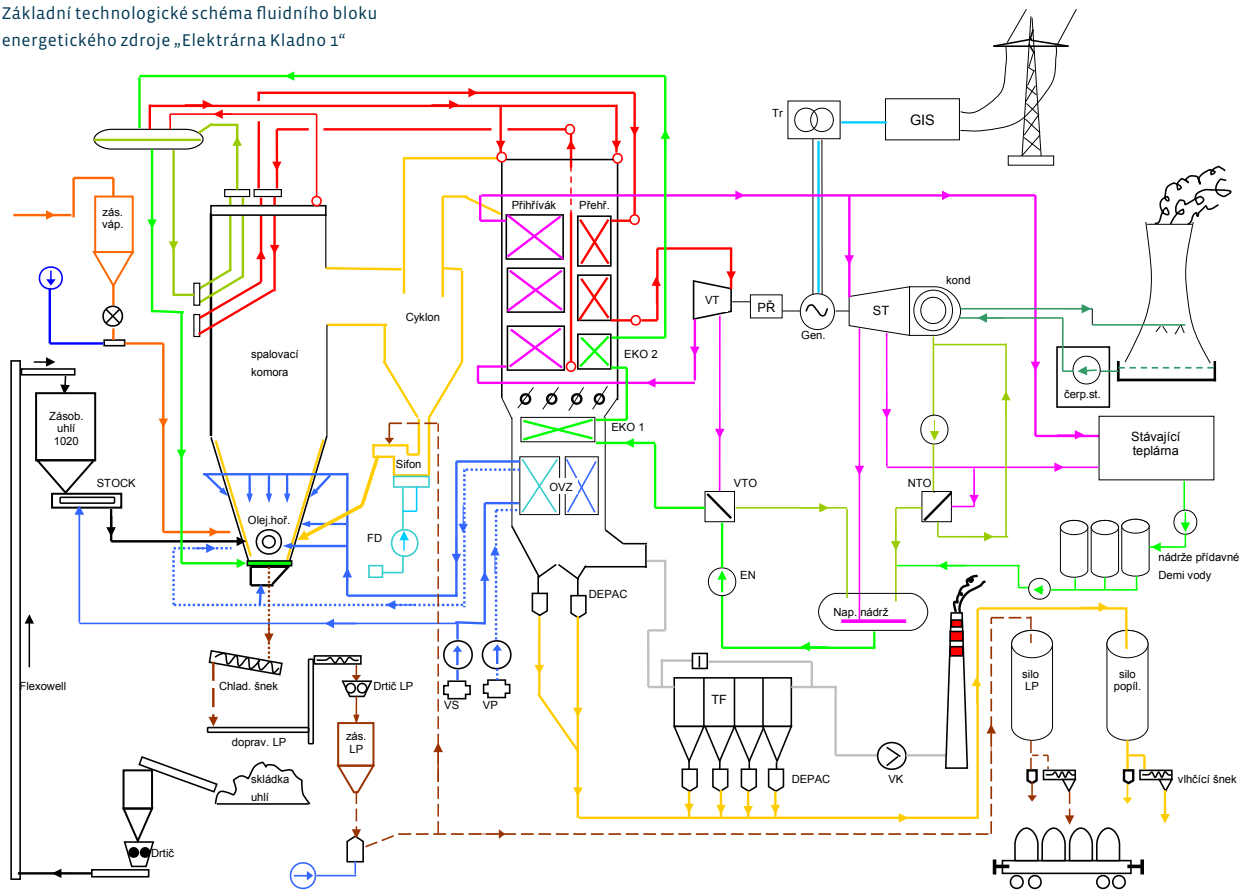 Základní technologické schéma fluidního bloku
energetického zdroje „Elektrárna Kladno 1“
Tr
GIS
zás.
váp.
Přihřívák
Přehř.
kond
VT
PŘ
ST
Gen.
Cyklon
EKO 2
spalovací
komora
čerp.st.
Zásob.
uhlí
1020
EKO 1
Stávající
teplárna
Sifon
STOCK
OVZ
VTO
NTO
Olej.hoř.
FD
EN
nádrže přídavné
Demi vody
DEPAC
Nap. nádrž
Flexowell
Chlad. šnek
Drtič LP
VS
VP
TF
silo
LP
silo
popíl.
doprav. LP
zás.
LP
skládka
uhlí
DEPAC
VK
vlhčící šnek
Drtič